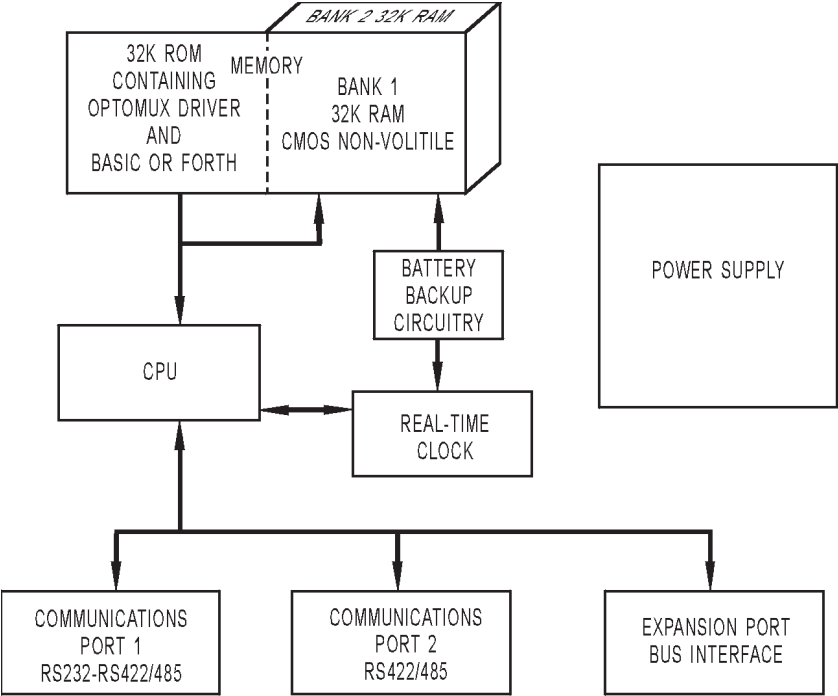 BANK 2 32K RAM
32K ROM
CONTAINING
OPTOMUX DRIVER
AND
BASIC OR FORTH
MEMORY
BANK 1
32K RAM
CMOS NON-VOLITILE
BATTERY
BACKUP
CIRCUITRY
POWER SUPPLY
CPU
REAL-TIME
CLOCK
COMMUNICATIONS
PORT 1
RS232-RS422/485
COMMUNICATIONS
PORT 2
RS422/485
EXPANSION PORT
BUS INTERFACE